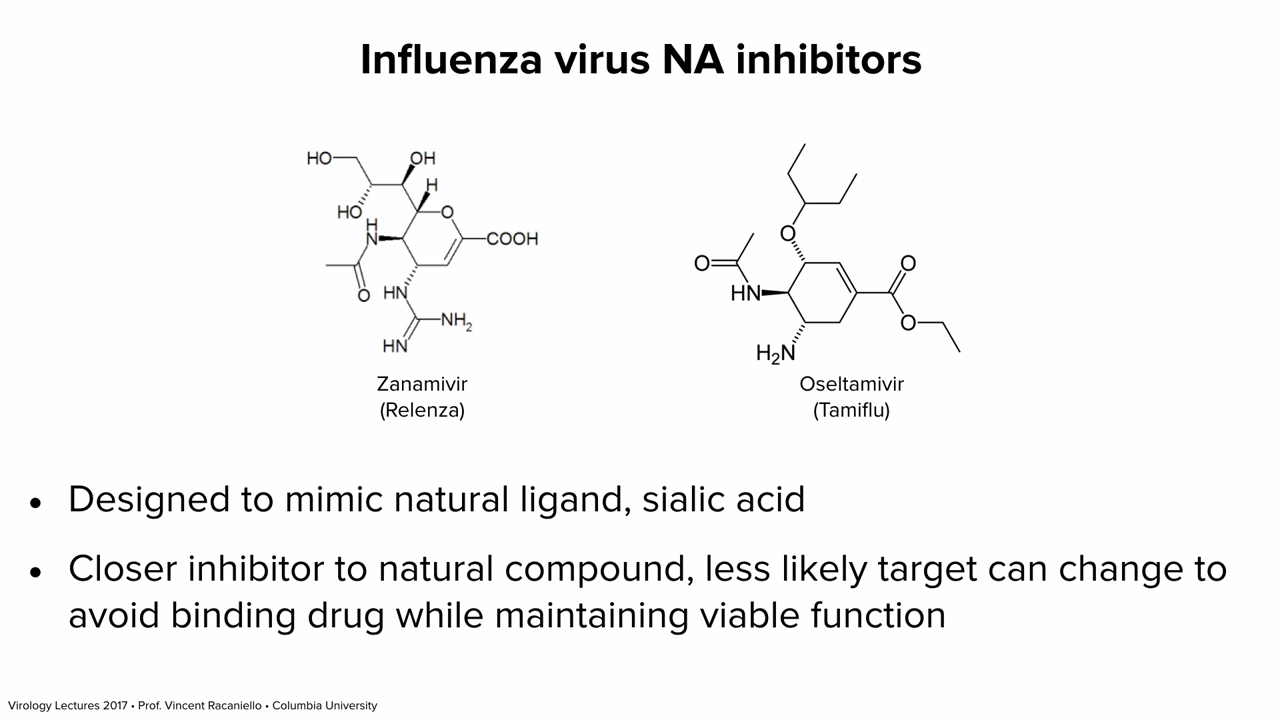 Influenza virus NA inhibitors
HO
OH
H
HO
O
H
N
COOH
O
HN
NH2
HN
Zanamivir
(Relenza)
O
O
O
HN
O
H2N
Oseltamivir
(Tamiflu)
• Designed to mimic natural ligand, sialic acid
• Closer inhibitor to natural compound, less likely target can change to
avoid binding drug while maintaining viable function
Virology Lectures 2017 • Prof. Vincent Racaniello • Columbia University